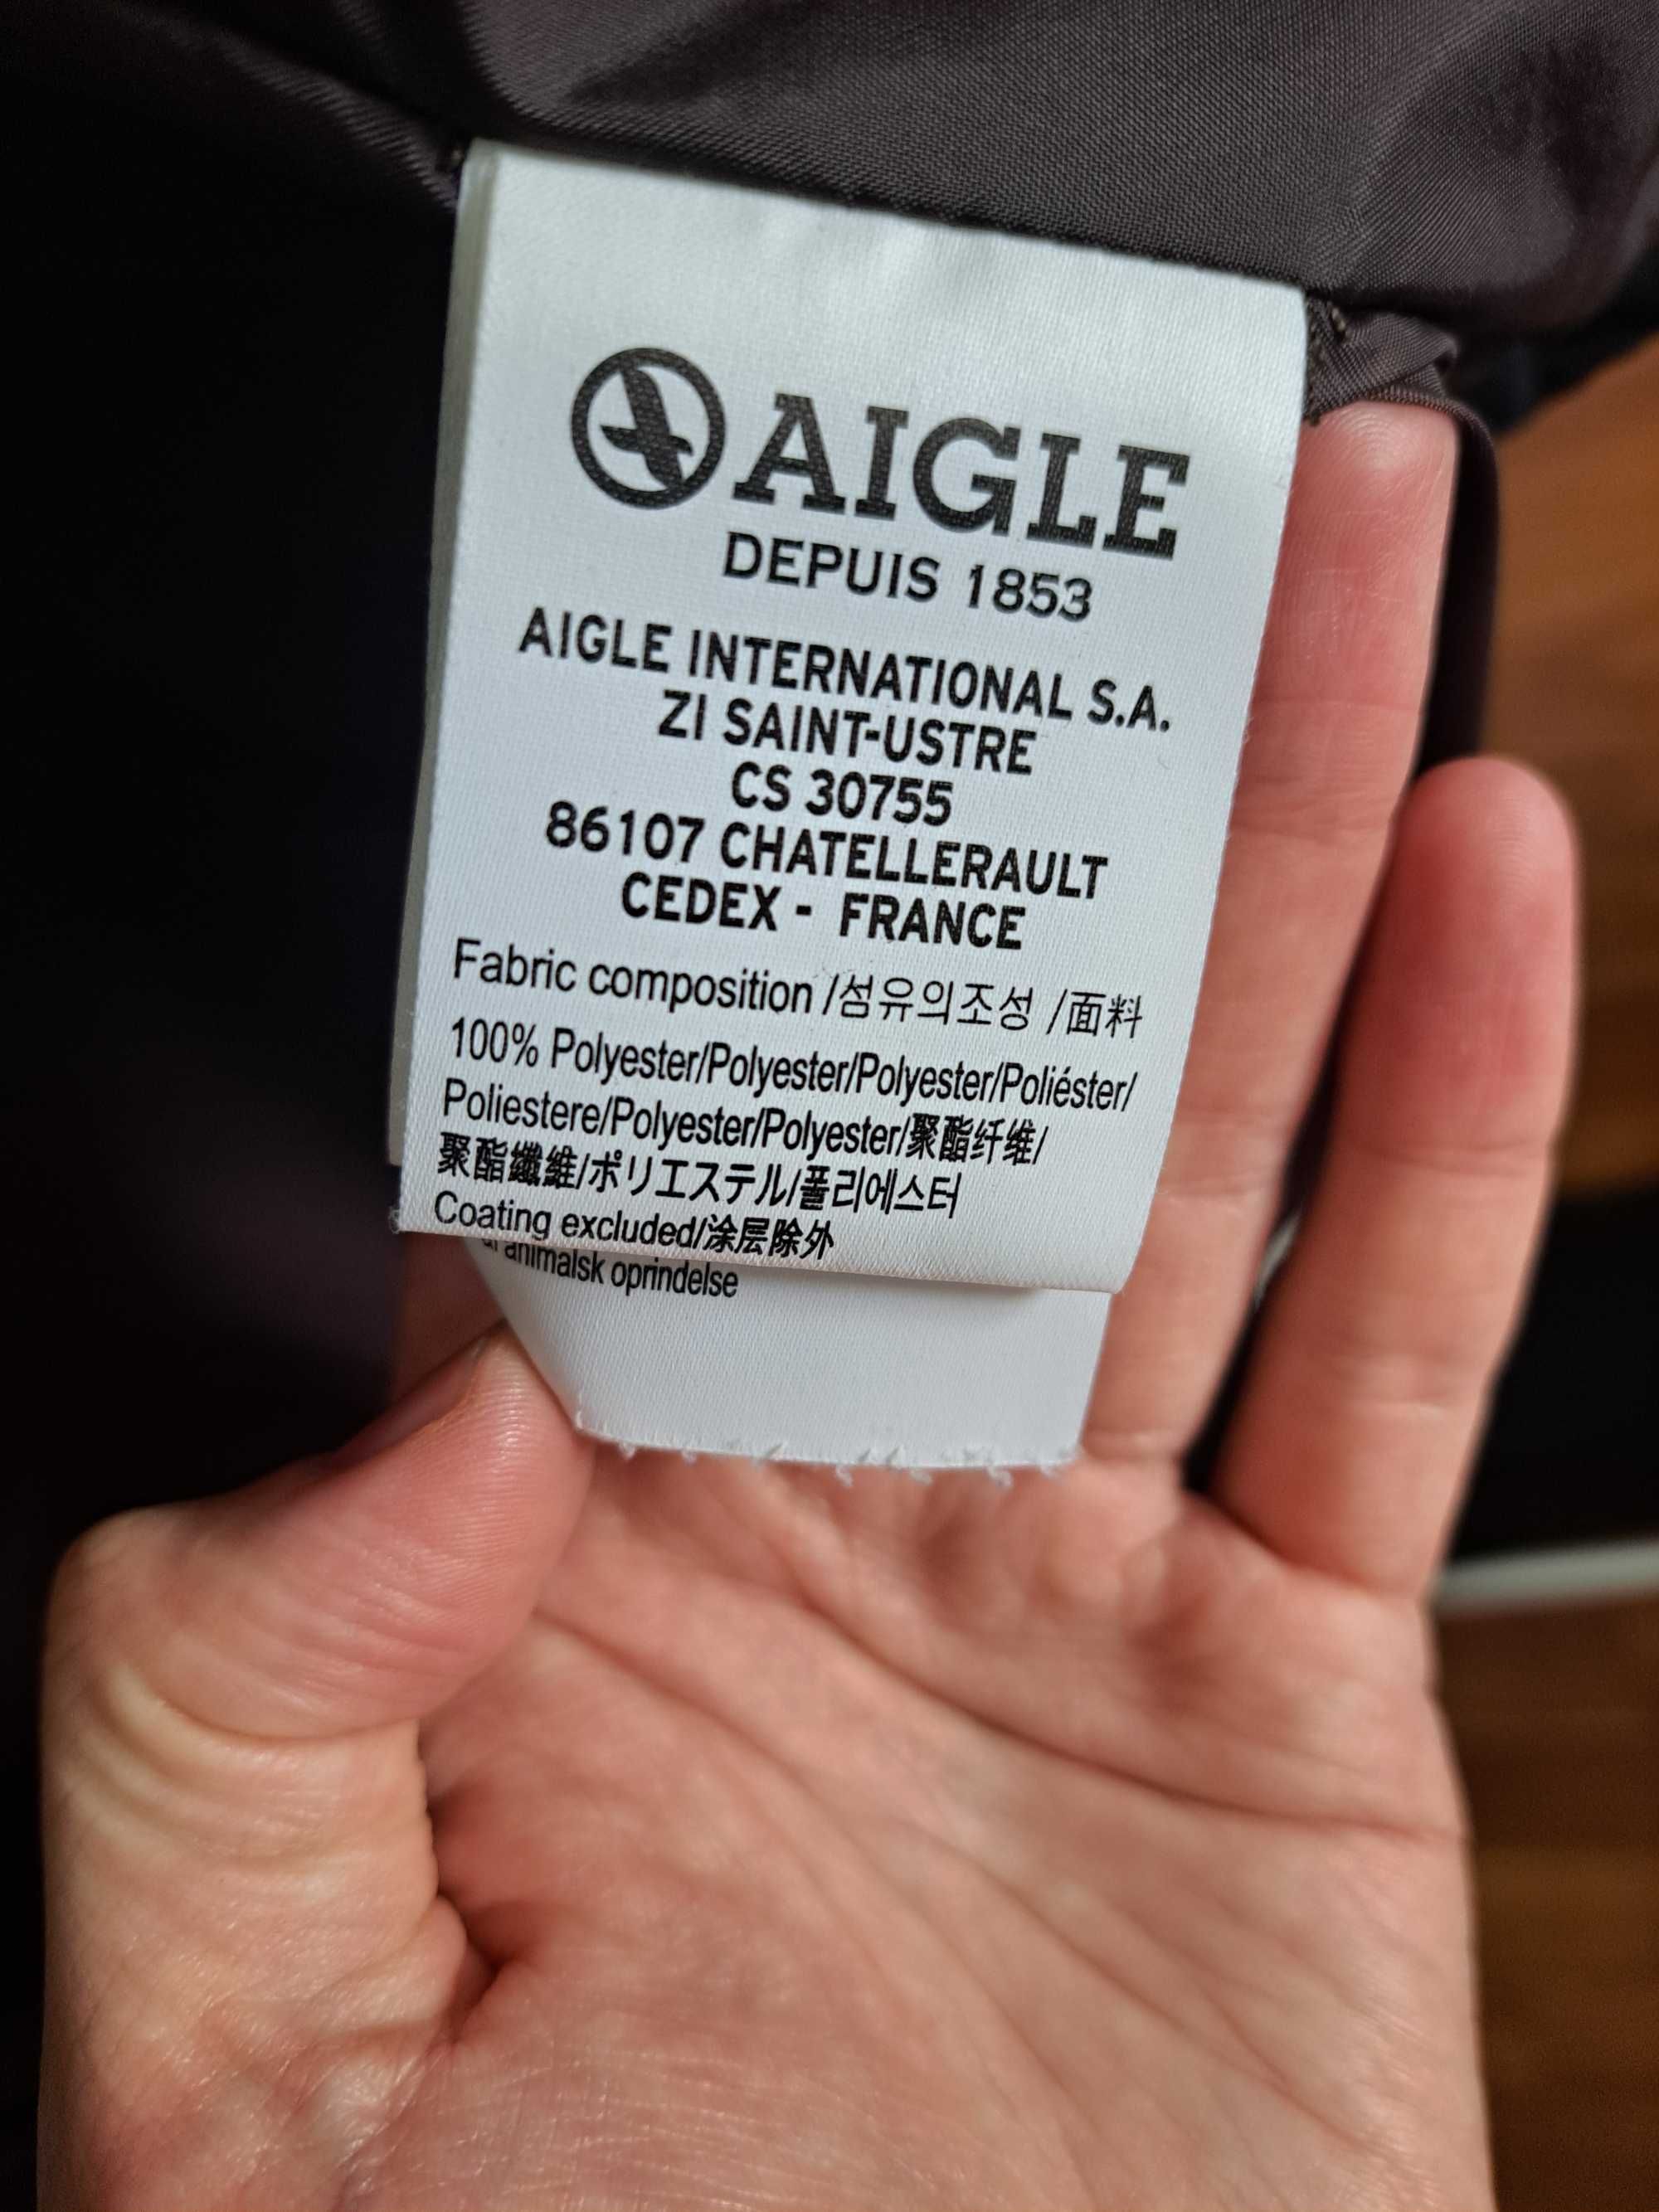 AIGLE
DEPUIS 1853
AIGLE INTERNATIONAL S.A.
ZI SAINT-USTRE
CS 30755
86107 CHATELLERAULT
CEDEX - FRANCE
Fabric composition /섬유의조성 /面料
100% Polyester/Polyester/Polyester/Poliéster/
Poliestere/Polyester/Polyester/聚酯纤维/
聚酯纖維/ポリエステル/폴리에스터
Coating excluded/涂层除外
animalsk oprindelse